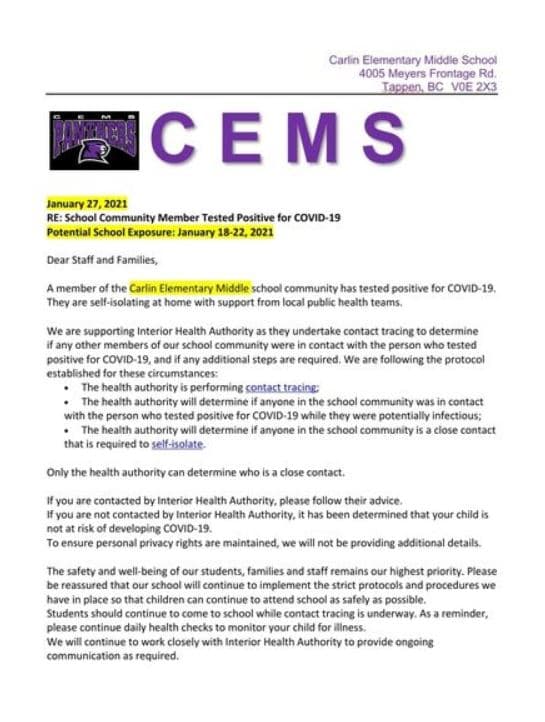 Carlin Elementary Middle School
4005 Meyers Frontage Rd.
Tappen, BC V0E 2X3
C E M S
PANTHERS
C E M S
January 27, 2021
RE: School Community Member Tested Positive for COVID-19
Potential School Exposure: January 18-22, 2021
Dear Staff and Families,
A member of the Carlin Elementary Middle school community has tested positive for COVID-19.
They are self-isolating at home with support from local public health teams.
We are supporting Interior Health Authority as they undertake contact tracing to determine
if any other members of our school community were in contact with the person who tested
positive for COVID-19, and if any additional steps are required. We are following the protocol
established for these circumstances:
• The health authority is performing contact tracing;
• The health authority will determine if anyone in the school community was in contact
with the person who tested positive for COVID-19 while they were potentially infectious;
• The health authority will determine if anyone in the school community is a close contact
that is required to self-isolate.
Only the health authority can determine who is a close contact.
If you are contacted by Interior Health Authority, please follow their advice.
If you are not contacted by Interior Health Authority, it has been determined that your child is
not at risk of developing COVID-19.
To ensure personal privacy rights are maintained, we will not be providing additional details.
The safety and well-being of our students, families and staff remains our highest priority. Please
be reassured that our school will continue to implement the strict protocols and procedures we
have in place so that children can continue to attend school as safely as possible.
Students should continue to come to school while contact tracing is underway. As a reminder,
please continue daily health checks to monitor your child for illness.
We will continue to work closely with Interior Health Authority to provide ongoing
communication as required.